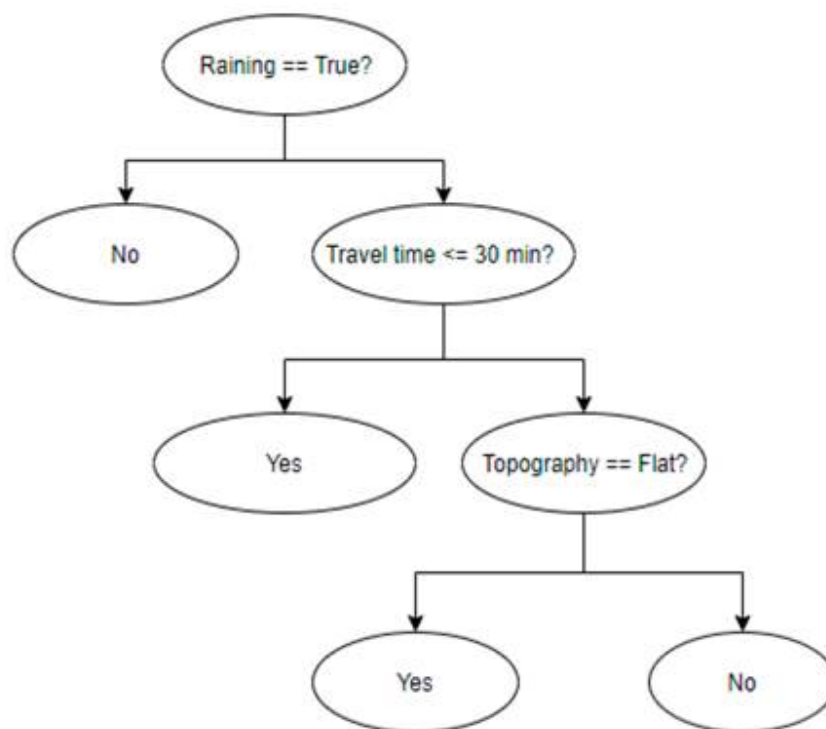 Raining == True?
No
Travel time <= 30 min?
Yes
Topography == Flat?
Yes
No